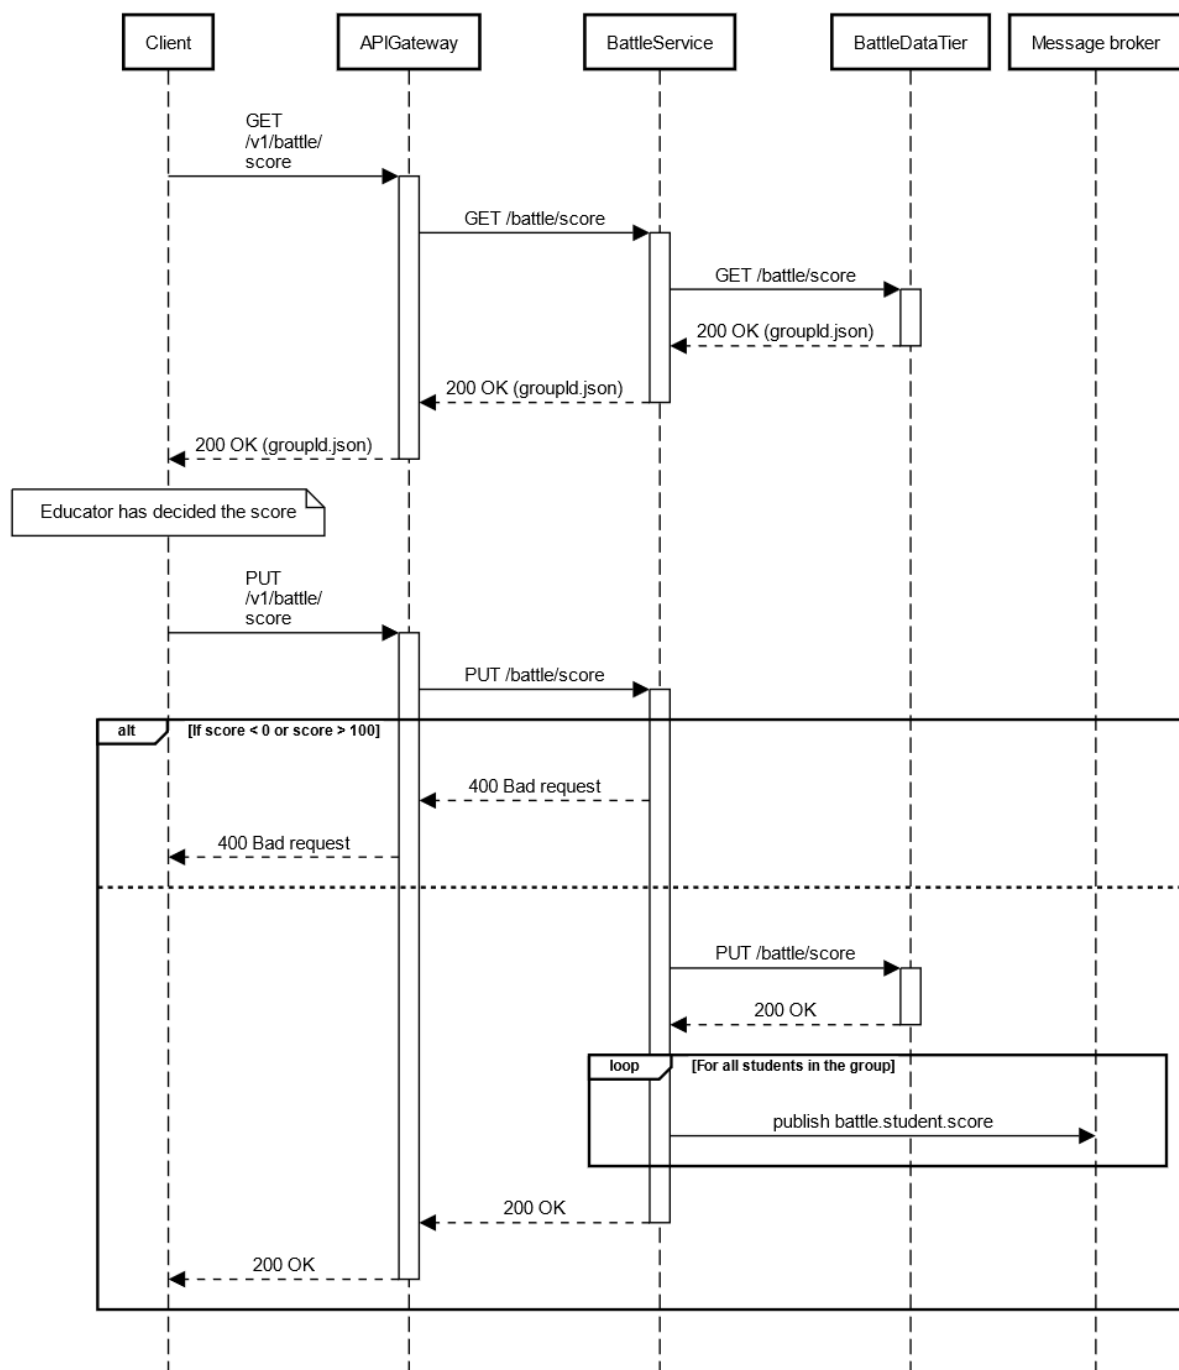 Client
APIGateway
BattleService
BattleDataTier
Message broker
GET
/v1/battle/
score
GET /battle/score
GET /battle/score
200 OK (groupId.json)
200 OK (groupId.json)
200 OK (groupId.json)
Educator has decided the score
PUT
/v1/battle/
score
PUT /battle/score
alt
[If score < 0 or score > 100]
400 Bad request
400 Bad request
PUT /battle/score
200 OK
loop
[For all students in the group]
publish battle.student.score
200 OK
200 OK